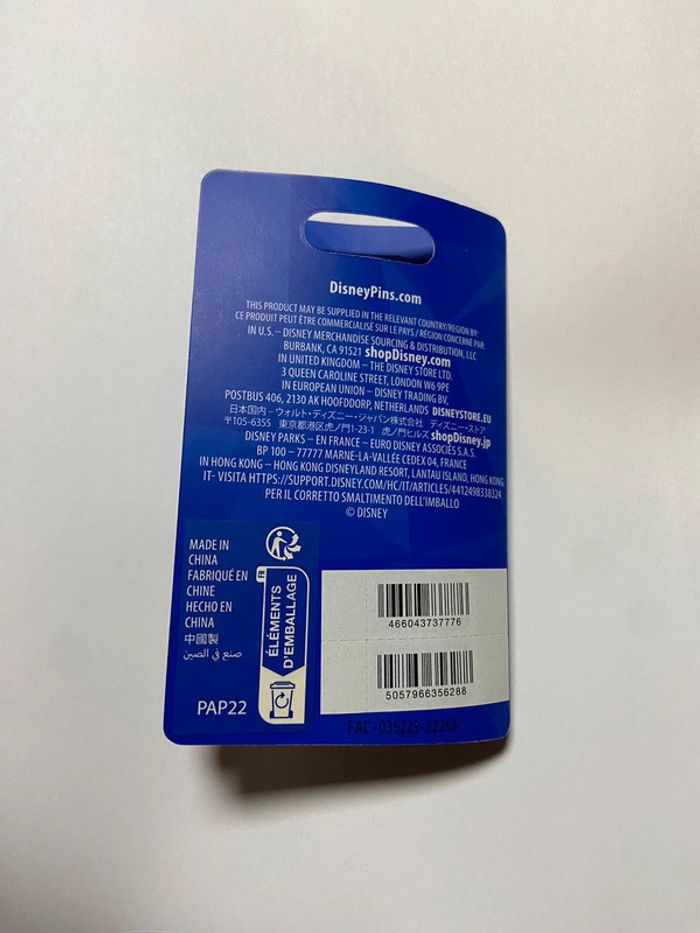 DisneyPins.com
THIS PRODUCT MAY BE SUPPLIED IN THE RELEVANT COUNTRY/REGION BY:
CE PRODUIT PEUT ÊTRE COMMERCIALISÉ SUR LE PAYS / RÉGION CONCERNÉ PAR:
IN U.S. – DISNEY MERCHANDISE SOURCING & DISTRIBUTION, LLC
BURBANK, CA 91521 shopDisney.com
IN UNITED KINGDOM – THE DISNEY STORE LTD.
3 QUEEN CAROLINE STREET, LONDON W6 9PE
IN EUROPEAN UNION – DISNEY TRADING BV,
POSTBUS 406, 2130 AK HOOFDDORP, NETHERLANDS DISNEYSTORE.EU
日本国内 – ウォルト・ディズニー・ジャパン株式会社 ディズニーストア
〒105-6355 東京都港区虎ノ門1-23-1 虎ノ門ヒルズ shopDisney.jp
DISNEY PARKS – EN FRANCE – EURO DISNEY ASSOCIÉS S.A.S.
BP 100 – 77777 MARNE-LA-VALLÉE CEDEX 04, FRANCE
IN HONG KONG – HONG KONG DISNEYLAND RESORT, LANTAU ISLAND, HONG KONG
IT- VISITA HTTPS://SUPPORT.DISNEY.COM/HC/IT/ARTICLES/4412498338324
PER IL CORRETTO SMALTIMENTO DELL'IMBALLO
© DISNEY
MADE IN
CHINA
FABRIQUÉ EN
CHINE
HECHO EN
CHINA
中國製
صنع في الصين
PAP22
FR
ÉLÉMENTS
D'EMBALLAGE
466043737776
5057966356288
FAC-036229-22266